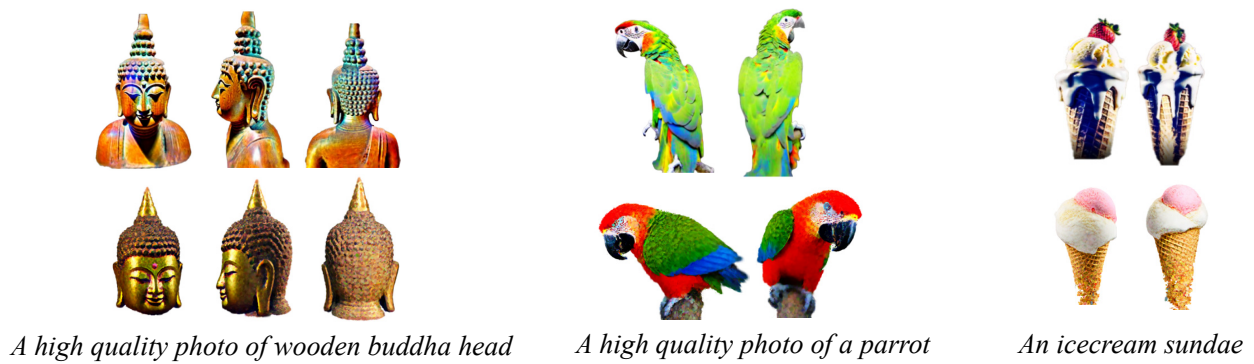 A high quality photo of wooden buddha head
A high quality photo of a parrot
An icecream sundae